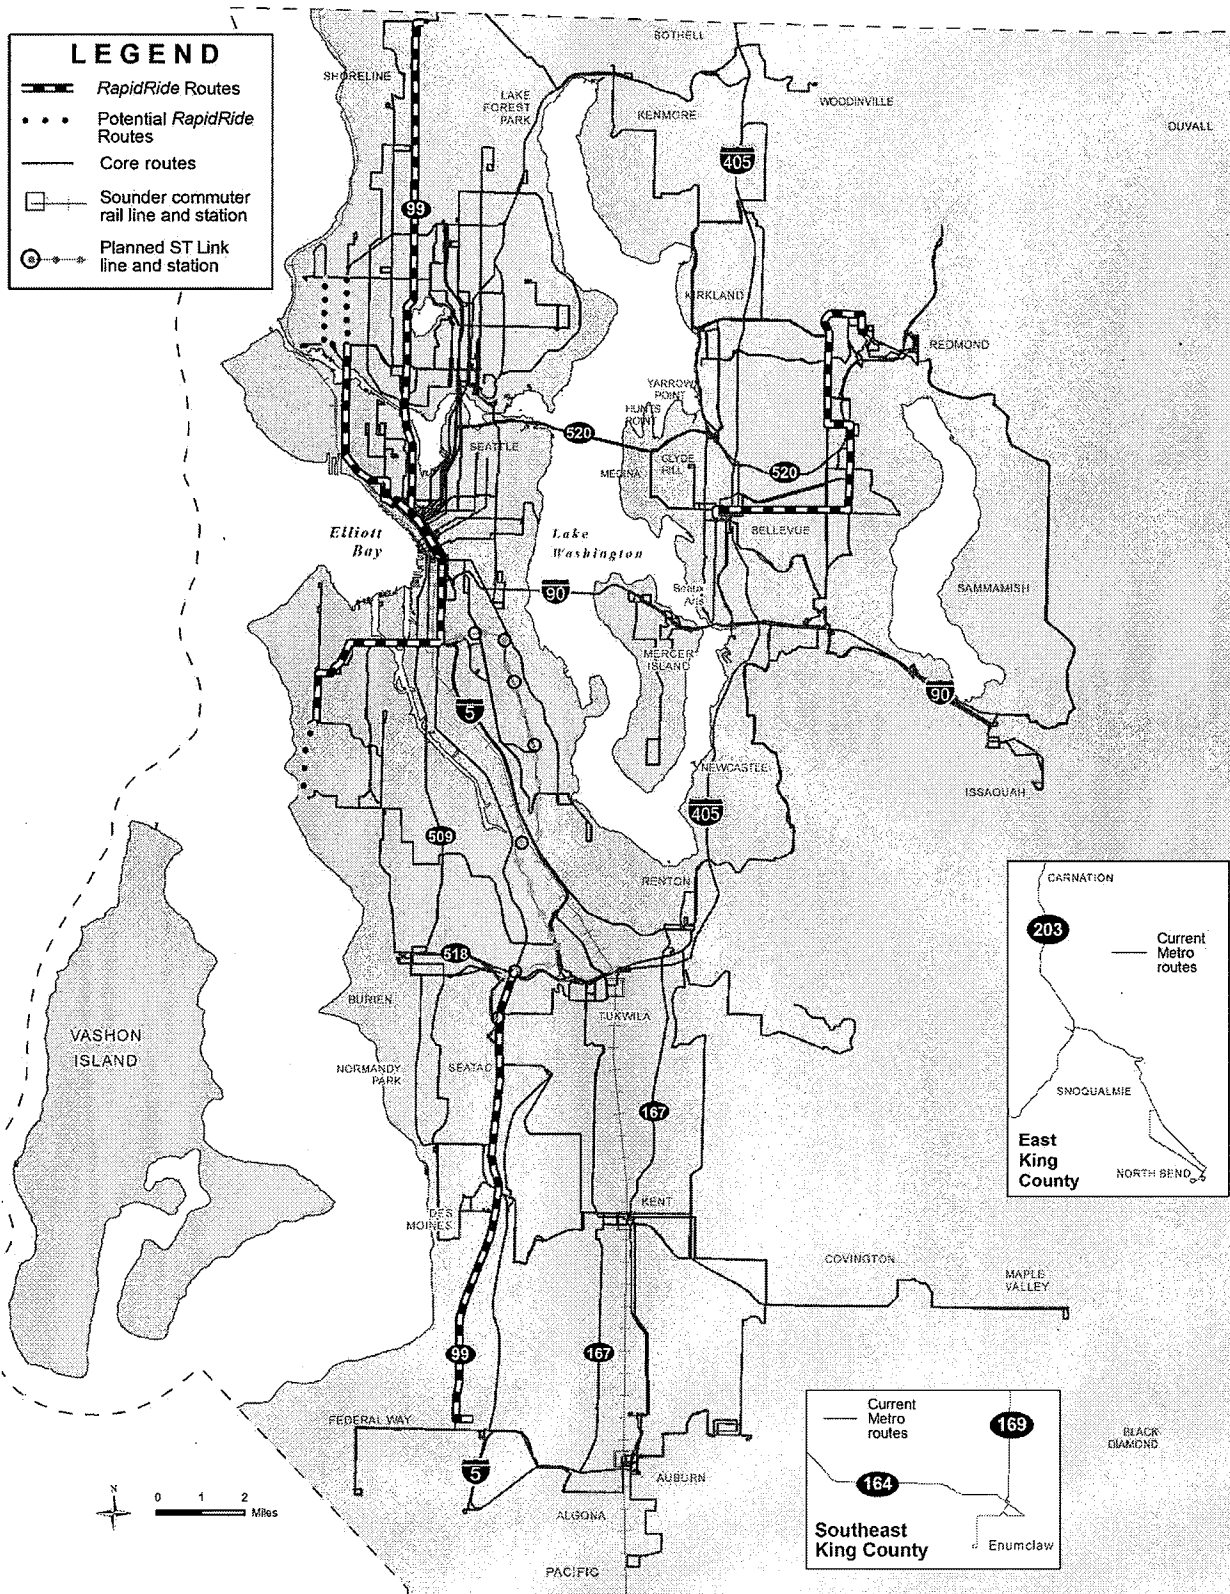 LEGEND
RapidRide Routes
Potential RapidRide
Routes
Core routes
Sounder commuter
rail line and station
Planned ST Link
line and station
BOTHELL
SHORELINE
LAKE
FOREST
PARK
KENMORE
WOODINVILLE
DUVALL
405
99
KIRKLAND
REDMOND
YARROW
POINT
HUNTS
POINT
520
SEATTLE
MEDINA
CLYDE
HILL
520
BELLEVUE
Elliott
Bay
Lake
Washington
90
Beaux
Arts
SAMMAMISH
MERCER
ISLAND
90
5
NEWCASTLE
ISSAQUAH
405
509
RENTON
518
BURIEN
TUKWILA
VASHON
ISLAND
NORMANDY
PARK
SEATAC
167
KENT
DES
MOINES
COVINGTON
MAPLE
VALLEY
99
167
FEDERAL WAY
5
AUBURN
BLACK
DIAMOND
ALGONA
PACIFIC
N
0 1 2
Miles
CARNATION
203
Current
Metro
routes
SNOQUALMIE
East
King
County
NORTH BEND
Current
Metro
routes
169
164
Southeast
King County
Enumclaw